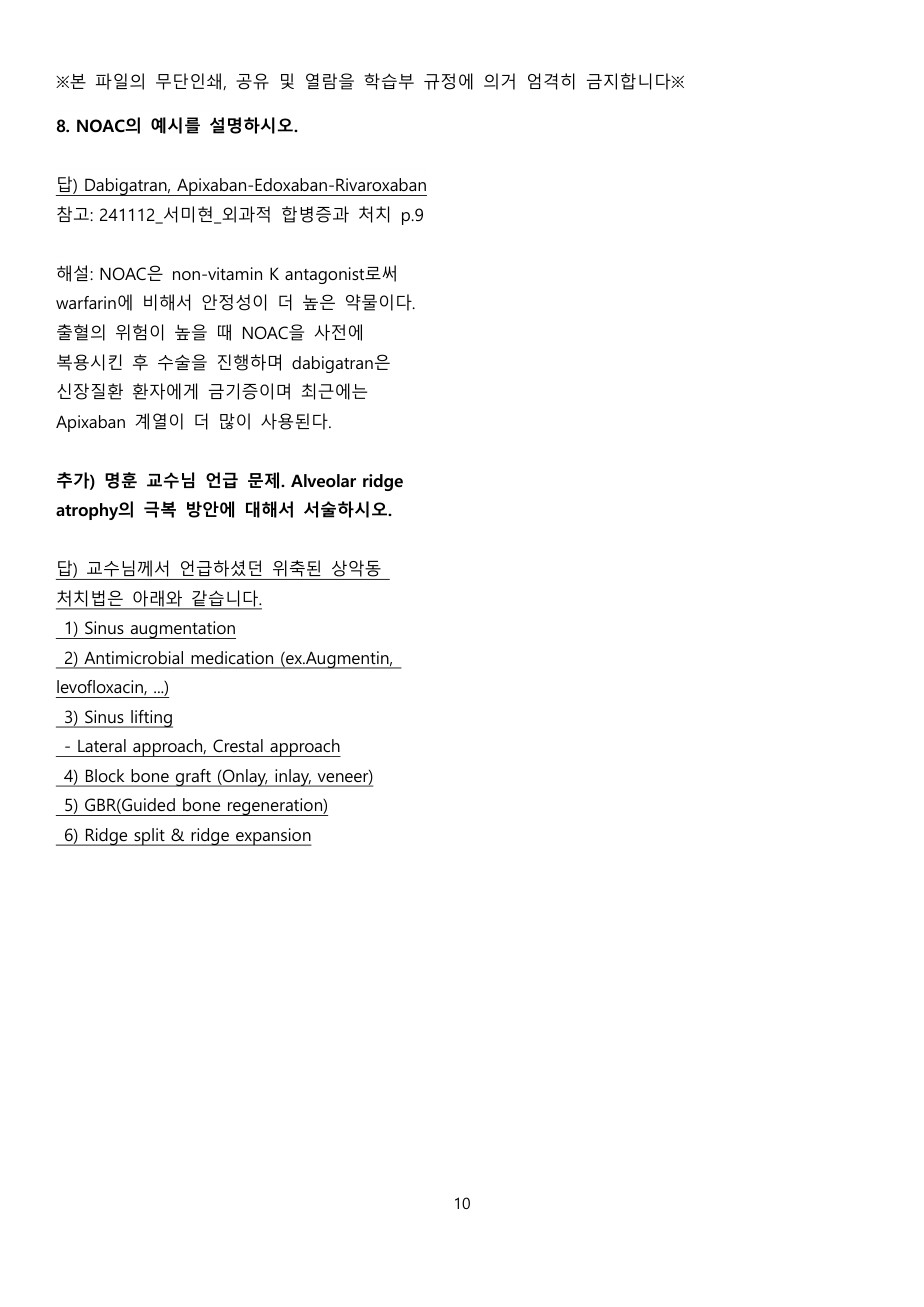 ※본 파일의 무단인쇄, 공유 및 열람을 학습부 규정에 의거 엄격히 금지합니다※
8. NOAC의 예시를 설명하시오.
답) Dabigatran, Apixaban-Edoxaban-Rivaroxaban
참고: 241112_서미현_외과적 합병증과 처치 p.9
해설: NOAC은 non-vitamin K antagonist로써
warfarin에 비해서 안정성이 더 높은 약물이다.
출혈의 위험이 높을 때 NOAC을 사전에
복용시킨 후 수술을 진행하며 dabigatran은
신장질환 환자에게 금기증이며 최근에는
Apixaban 계열이 더 많이 사용된다.
추가) 명훈 교수님 언급 문제. Alveolar ridge
atrophy의 극복 방안에 대해서 서술하시오.
답) 교수님께서 언급하셨던 위축된 상악동
처치법은 아래와 같습니다.
1) Sinus augmentation
2) Antimicrobial medication (ex.Augmentin,
levofloxacin, ...)
3) Sinus lifting
- Lateral approach, Crestal approach
4) Block bone graft (Onlay, inlay, veneer)
5) GBR(Guided bone regeneration)
6) Ridge split & ridge expansion
10